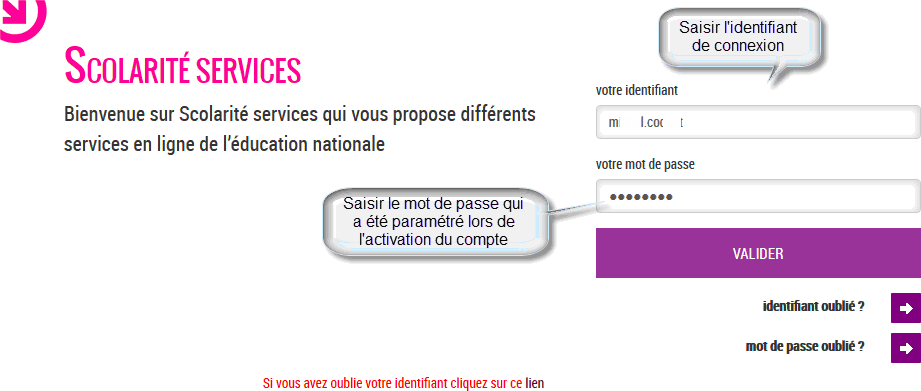 Saisir l'identifiant
de connexion
SCOLARITÉ SERVICES
votre identifiant
Bienvenue sur Scolarité services qui vous propose différents
services en ligne de l'éducation nationale
votre mot de passe
••••••••
Saisir le mot de passe qui
a été paramétré lors de
l'activation du compte
VALIDER
identifiant oublié ?
mot de passe oublié ?
Si vous avez oublie votre identifiant cliquez sur ce lien